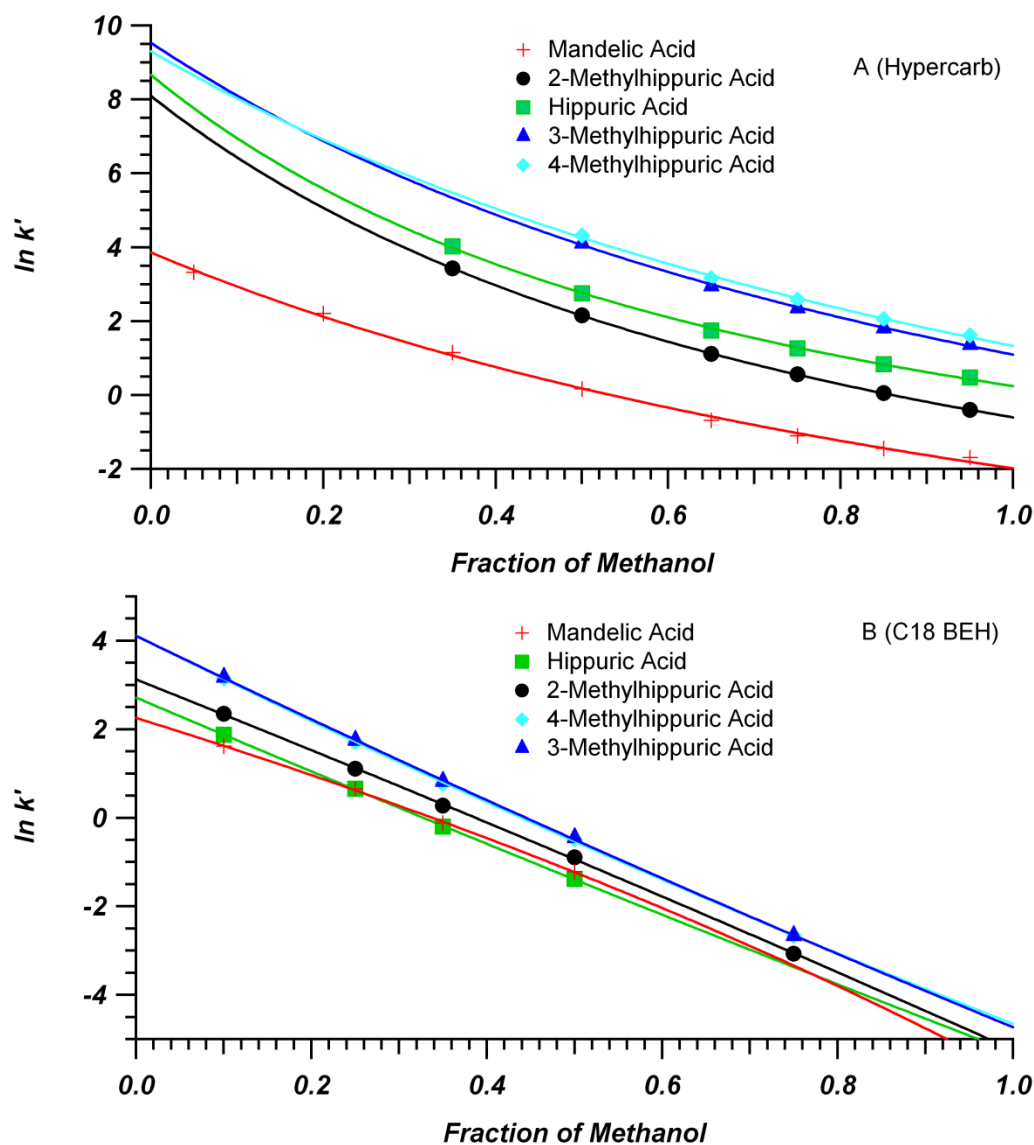 10
8
6
4
2
0
-2
ln k'
Mandelic Acid
2-Methylhippuric Acid
Hippuric Acid
3-Methylhippuric Acid
4-Methylhippuric Acid
A (Hypercarb)
0.0 0.2 0.4 0.6 0.8 1.0
Fraction of Methanol
4
2
0
-2
-4
ln k'
Mandelic Acid
Hippuric Acid
2-Methylhippuric Acid
4-Methylhippuric Acid
3-Methylhippuric Acid
B (C18 BEH)
0.0 0.2 0.4 0.6 0.8 1.0
Fraction of Methanol